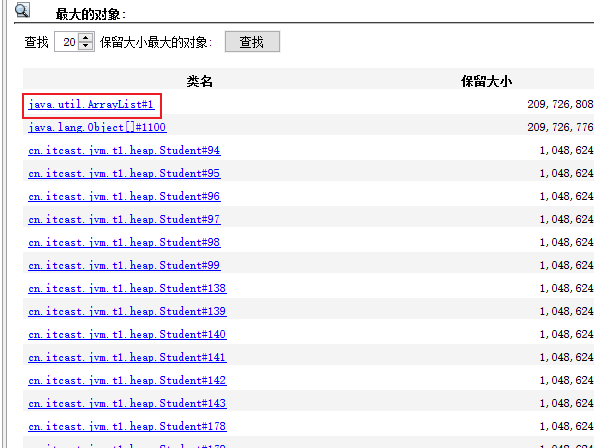 最大的对象:
查找 20 保留大小最大的对象: 查找
类名 保留大小
java.util.ArrayList#1 209,726,808
java.lang.Object[]#1100 209,726,776
cn.itcast.jvm.t1.heap.Student#94 1,048,624
cn.itcast.jvm.t1.heap.Student#95 1,048,624
cn.itcast.jvm.t1.heap.Student#96 1,048,624
cn.itcast.jvm.t1.heap.Student#97 1,048,624
cn.itcast.jvm.t1.heap.Student#98 1,048,624
cn.itcast.jvm.t1.heap.Student#99 1,048,624
cn.itcast.jvm.t1.heap.Student#138 1,048,624
cn.itcast.jvm.t1.heap.Student#139 1,048,624
cn.itcast.jvm.t1.heap.Student#140 1,048,624
cn.itcast.jvm.t1.heap.Student#141 1,048,624
cn.itcast.jvm.t1.heap.Student#142 1,048,624
cn.itcast.jvm.t1.heap.Student#143 1,048,624
cn.itcast.jvm.t1.heap.Student#178 1,048,624